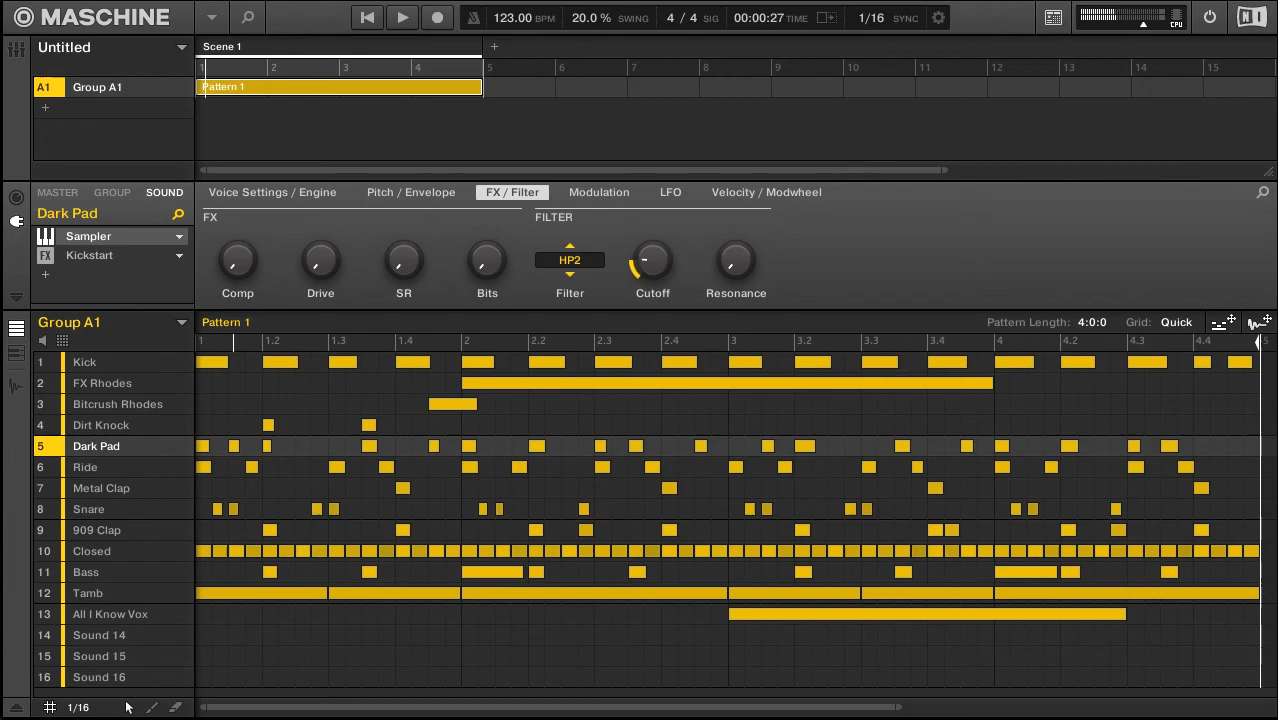 MASCHINE 123.00 BPM 20.0 % SWING 4 / 4 SIG 00:00:27 TIME 1/16 SYNC CPU NI
Untitled Scene 1 +
1 2 3 4 5 6 7 8 9 10 11 12 13 14 15
A1 Group A1 Pattern 1
+
MASTER GROUP SOUND Voice Settings / Engine Pitch / Envelope FX / Filter Modulation LFO Velocity / Modwheel
Dark Pad FX FILTER
Sampler
FX Kickstart HP2
+
Comp Drive SR Bits Filter Cutoff Resonance
Group A1 Pattern 1 Pattern Length: 4:0:0 Grid: Quick
1 1.2 1.3 1.4 2 2.2 2.3 2.4 3 3.2 3.3 3.4 4 4.2 4.3 4.4 5
1 Kick
2 FX Rhodes
3 Bitcrush Rhodes
4 Dirt Knock
5 Dark Pad
6 Ride
7 Metal Clap
8 Snare
9 909 Clap
10 Closed
11 Bass
12 Tamb
13 All I Know Vox
14 Sound 14
15 Sound 15
16 Sound 16
1/16